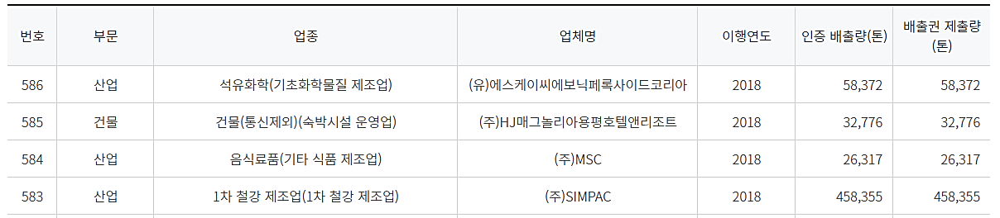 번호 부문 업종 업체명 이행연도 인증 배출량(톤) 배출권 제출량(톤)
586 산업 석유화학(기초화학물질 제조업) (유)에스케이씨에보닉페록사이드코리아 2018 58,372 58,372
585 건물 건물(통신제외)(숙박시설 운영업) (주)HJ매그놀리아용평호텔앤리조트 2018 32,776 32,776
584 산업 음식료품(기타 식품 제조업) (주)MSC 2018 26,317 26,317
583 산업 1차 철강 제조업(1차 철강 제조업) (주)SIMPAC 2018 458,355 458,355